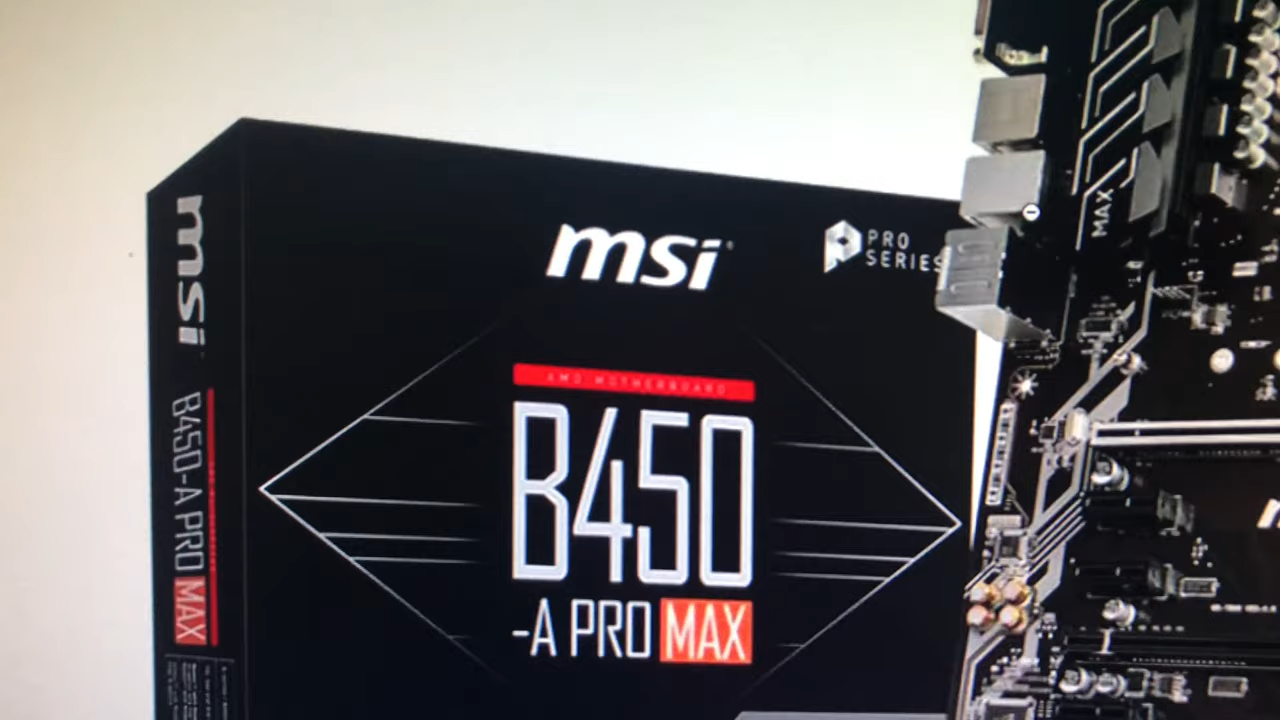 msi
B450-A PRO MAX
msi
PRO
SERIES
AMD MOTHERBOARD
B450
-A PRO MAX
MAX